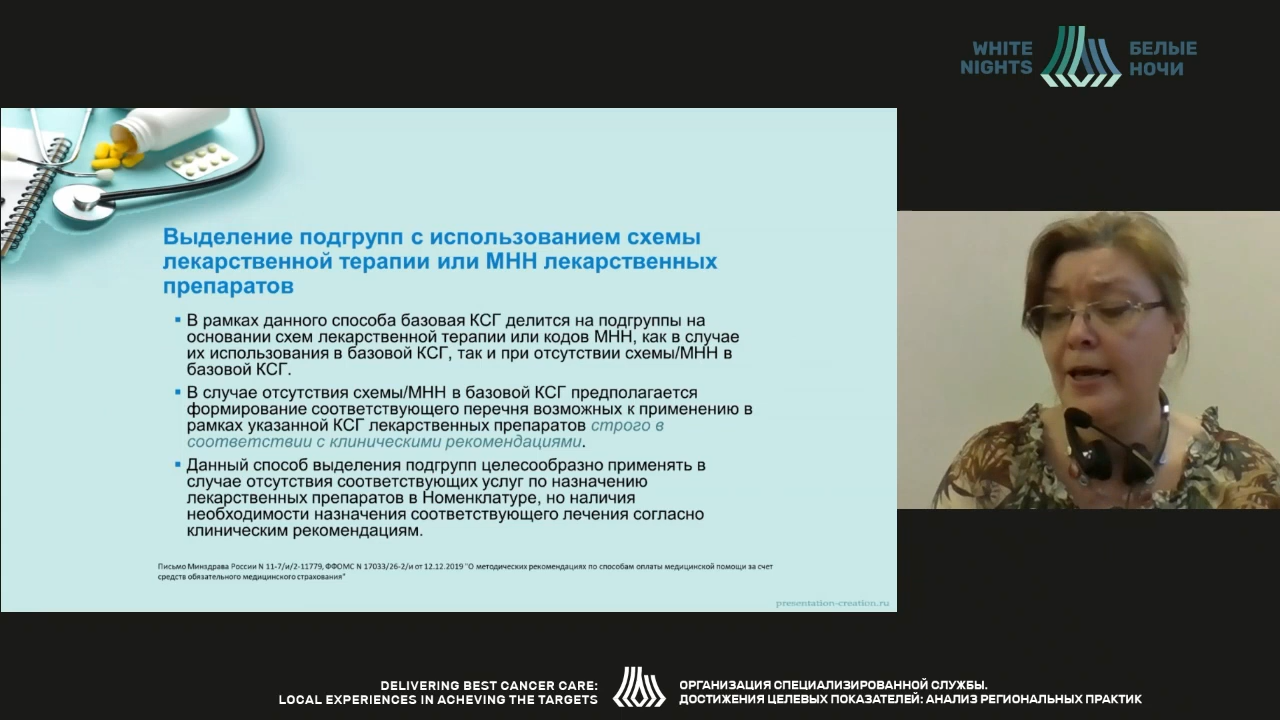 WHITE
NIGHTS
БЕЛЫЕ
НОЧИ
Выделение подгрупп с использованием схемы
лекарственной терапии или МНН лекарственных
препаратов
В рамках данного способа базовая КСГ делится на подгруппы на
основании схем лекарственной терапии или кодов МНН, как в случае
их использования в базовой КСГ, так и при отсутствии схемы/МНН в
базовой КСГ.
В случае отсутствия схемы/МНН в базовой КСГ предполагается
формирование соответствующего перечня возможных к применению в
рамках указанной КСГ лекарственных препаратов строго в
соответствии с клиническими рекомендациями.
Данный способ выделения подгрупп целесообразно применять в
случае отсутствия соответствующих услуг по назначению
лекарственных препаратов в Номенклатуре, но наличия
необходимости назначения соответствующего лечения согласно
клиническим рекомендациям.
Письмо Минздрава России N 11-7/и/2-11779, ФФОМС N 17033/26-2/и от 12.12.2019 "О методических рекомендациях по способам оплаты медицинской помощи за счет
средств обязательного медицинского страхования"
presentation-creation.ru
DELIVERING BEST CANCER CARE:
LOCAL EXPERIENCES IN ACHEVING THE TARGETS
ОРГАНИЗАЦИЯ СПЕЦИАЛИЗИРОВАННОЙ СЛУЖБЫ.
ДОСТИЖЕНИЯ ЦЕЛЕВЫХ ПОКАЗАТЕЛЕЙ: АНАЛИЗ РЕГИОНАЛЬНЫХ ПРАКТИК